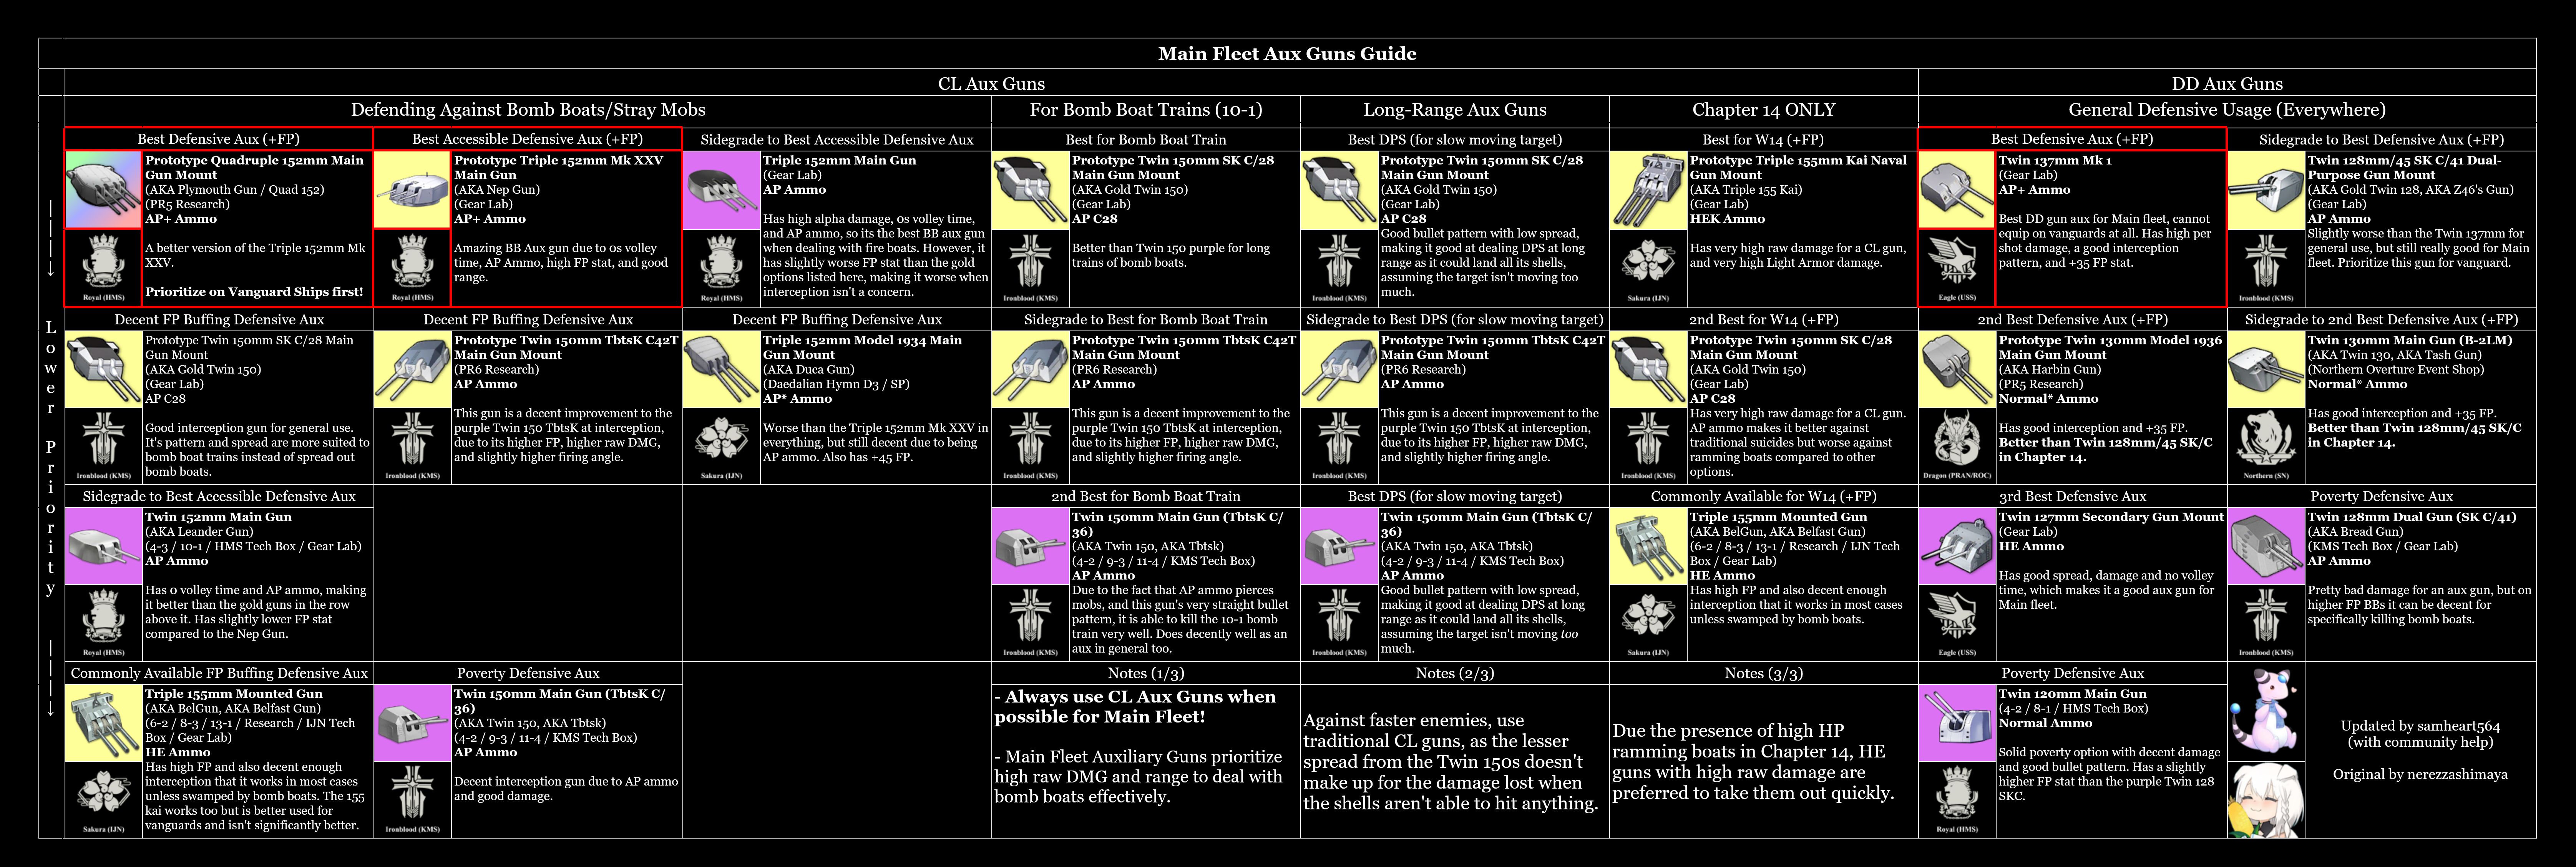 Main Fleet Aux Guns Guide
CL Aux Guns
DD Aux Guns
Defending Against Bomb Boats/Stray Mobs
For Bomb Boat Trains (10-1)
Long-Range Aux Guns
Chapter 14 ONLY
General Defensive Usage (Everywhere)
Lower Priority
Best Defensive Aux (+FP)
Prototype Quadruple 152mm Main
Gun Mount
(AKA Plymouth Gun / Quad 152)
(PR5 Research)
AP+ Ammo
A better version of the Triple 152mm Mk
XXV.
Prioritize on Vanguard Ships first!
Royal (HMS)
Best Accessible Defensive Aux (+FP)
Prototype Triple 152mm Mk XXV
Main Gun
(AKA Nep Gun)
(Gear Lab)
AP+ Ammo
Amazing BB Aux gun due to 0s volley
time, AP Ammo, high FP stat, and good
range.
Royal (HMS)
Sidegrade to Best Accessible Defensive Aux
Triple 152mm Main Gun
(Gear Lab)
AP Ammo
Has high alpha damage, 0s volley time,
and AP ammo, so its the best BB aux gun
when dealing with fire boats. However, it
has slightly worse FP stat than the gold
options listed here, making it worse when
interception isn't a concern.
Royal (HMS)
Best for Bomb Boat Train
Prototype Twin 150mm SK C/28
Main Gun Mount
(AKA Gold Twin 150)
(Gear Lab)
AP C28
Better than Twin 150 purple for long
trains of bomb boats.
Ironblood (KMS)
Best DPS (for slow moving target)
Prototype Twin 150mm SK C/28
Main Gun Mount
(AKA Gold Twin 150)
(Gear Lab)
AP C28
Good bullet pattern with low spread,
making it good at dealing DPS at long
range as it could land all its shells,
assuming the target isn't moving too
much.
Ironblood (KMS)
Best for W14 (+FP)
Prototype Triple 155mm Kai Naval
Gun Mount
(AKA Triple 155 Kai)
(Gear Lab)
HEK Ammo
Has very high raw damage for a CL gun,
and very high Light Armor damage.
Sakura (IJN)
Best Defensive Aux (+FP)
Twin 137mm Mk 1
(Gear Lab)
AP+ Ammo
Best DD gun aux for Main fleet, cannot
equip on vanguards at all. Has high per
shot damage, a good interception
pattern, and +35 FP stat.
Eagle (USS)
Sidegrade to Best Defensive Aux (+FP)
Twin 128mm/45 SK C/41 Dual-
Purpose Gun Mount
(AKA Gold Twin 128, AKA Z46's Gun)
(Gear Lab)
AP Ammo
Slightly worse than the Twin 137mm for
general use, but still really good for Main
fleet. Prioritize this gun for vanguard.
Ironblood (KMS)
Decent FP Buffing Defensive Aux
Prototype Twin 150mm SK C/28 Main
Gun Mount
(AKA Gold Twin 150)
(Gear Lab)
AP C28
Good interception gun for general use.
It's pattern and spread are more suited to
bomb boat trains instead of spread out
bomb boats.
Ironblood (KMS)
Decent FP Buffing Defensive Aux
Prototype Twin 150mm TbtsK C42T
Main Gun Mount
(PR6 Research)
AP Ammo
This gun is a decent improvement to the
purple Twin 150 TbtsK at interception,
due to its higher FP, higher raw DMG,
and slightly higher firing angle.
Ironblood (KMS)
Decent FP Buffing Defensive Aux
Triple 152mm Model 1934 Main
Gun Mount
(AKA Duca Gun)
(Daedalian Hymn D3 / SP)
AP* Ammo
Worse than the Triple 152mm Mk XXV in
everything, but still decent due to being
AP ammo. Also has +45 FP.
Sakura (IJN)
Sidegrade to Best for Bomb Boat Train
Prototype Twin 150mm TbtsK C42T
Main Gun Mount
(PR6 Research)
AP Ammo
This gun is a decent improvement to the
purple Twin 150 TbtsK at interception,
due to its higher FP, higher raw DMG,
and slightly higher firing angle.
Ironblood (KMS)
Sidegrade to Best DPS (for slow moving target)
Prototype Twin 150mm TbtsK C42T
Main Gun Mount
(PR6 Research)
AP Ammo
This gun is a decent improvement to the
purple Twin 150 TbtsK at interception,
due to its higher FP, higher raw DMG,
and slightly higher firing angle.
Ironblood (KMS)
2nd Best for W14 (+FP)
Prototype Twin 150mm SK C/28
Main Gun Mount
(AKA Gold Twin 150)
(Gear Lab)
AP C28
Has very high raw damage for a CL gun.
AP ammo makes it better against
traditional suicides but worse against
ramming boats compared to other
options.
Ironblood (KMS)
2nd Best Defensive Aux (+FP)
Prototype Twin 130mm Model 1936
Main Gun Mount
(AKA Harbin Gun)
(PR5 Research)
Normal* Ammo
Has good interception and +35 FP.
Better than Twin 128mm/45 SK/C
in Chapter 14.
Dragon (PRAN/ROC)
Sidegrade to 2nd Best Defensive Aux (+FP)
Twin 130mm Main Gun (B-2LM)
(AKA Twin 130, AKA Tash Gun)
(Northern Overture Event Shop)
Normal* Ammo
Has good interception and +35 FP.
Better than Twin 128mm/45 SK/C
in Chapter 14.
Northern (SN)
Sidegrade to Best Accessible Defensive Aux
Twin 152mm Main Gun
(AKA Leander Gun)
(4-3 / 10-1 / HMS Tech Box / Gear Lab)
AP Ammo
Has 0 volley time and AP ammo, making
it better than the gold guns in the row
above it. Has slightly lower FP stat
compared to the Nep Gun.
Royal (HMS)
2nd Best for Bomb Boat Train
Twin 150mm Main Gun (TbtsK C/
36)
(AKA Twin 150, AKA Tbtsk)
(4-2 / 9-3 / 11-4 / KMS Tech Box)
AP Ammo
Due to the fact that AP ammo pierces
mobs, and this gun's very straight bullet
pattern, it is able to kill the 10-1 bomb
train very well. Does decently well as an
aux in general too.
Ironblood (KMS)
Best DPS (for slow moving target)
Twin 150mm Main Gun (TbtsK C/
36)
(AKA Twin 150, AKA Tbtsk)
(4-2 / 9-3 / 11-4 / KMS Tech Box)
AP Ammo
Good bullet pattern with low spread,
making it good at dealing DPS at long
range as it could land all its shells,
assuming the target isn't moving too
much.
Ironblood (KMS)
Commonly Available for W14 (+FP)
Triple 155mm Mounted Gun
(AKA BelGun, AKA Belfast Gun)
(6-2 / 8-3 / 13-1 / Research / IJN Tech
Box / Gear Lab)
HE Ammo
Has high FP and also decent enough
interception that it works in most cases
unless swamped by bomb boats.
Sakura (IJN)
3rd Best Defensive Aux
Twin 127mm Secondary Gun Mount
(Gear Lab)
HE Ammo
Has good spread, damage and no volley
time, which makes it a good aux gun for
Main fleet.
Eagle (USS)
Poverty Defensive Aux
Twin 128mm Dual Gun (SK C/41)
(AKA Bread Gun)
(KMS Tech Box / Gear Lab)
AP Ammo
Pretty bad damage for an aux gun, but on
higher FP BBs it can be decent for
specifically killing bomb boats.
Ironblood (KMS)
Commonly Available FP Buffing Defensive Aux
Triple 155mm Mounted Gun
(AKA BelGun, AKA Belfast Gun)
(6-2 / 8-3 / 13-1 / Research / IJN Tech
Box / Gear Lab)
HE Ammo
Has high FP and also decent enough
interception that it works in most cases
unless swamped by bomb boats. The 155
kai works too but is better used for
vanguards and isn't significantly better.
Sakura (IJN)
Poverty Defensive Aux
Twin 150mm Main Gun (TbtsK C/
36)
(AKA Twin 150, AKA Tbtsk)
(4-2 / 9-3 / 11-4 / KMS Tech Box)
AP Ammo
Decent interception gun due to AP ammo
and good damage.
Ironblood (KMS)
Notes (1/3)
- Always use CL Aux Guns when
possible for Main Fleet!
- Main Fleet Auxiliary Guns prioritize
high raw DMG and range to deal with
bomb boats effectively.
Notes (2/3)
Against faster enemies, use
traditional CL guns, as the lesser
spread from the Twin 150s doesn't
make up for the damage lost when
the shells aren't able to hit anything.
Notes (3/3)
Due the presence of high HP
ramming boats in Chapter 14, HE
guns with high raw damage are
preferred to take them out quickly.
Poverty Defensive Aux
Twin 120mm Main Gun
(4-2 / 8-1 / HMS Tech Box)
Normal Ammo
Solid poverty option with decent damage
and good bullet pattern. Has a slightly
higher FP stat than the purple Twin 128
SKC.
Royal (HMS)
Updated by samheart564
(with community help)
Original by nerezzashimaya